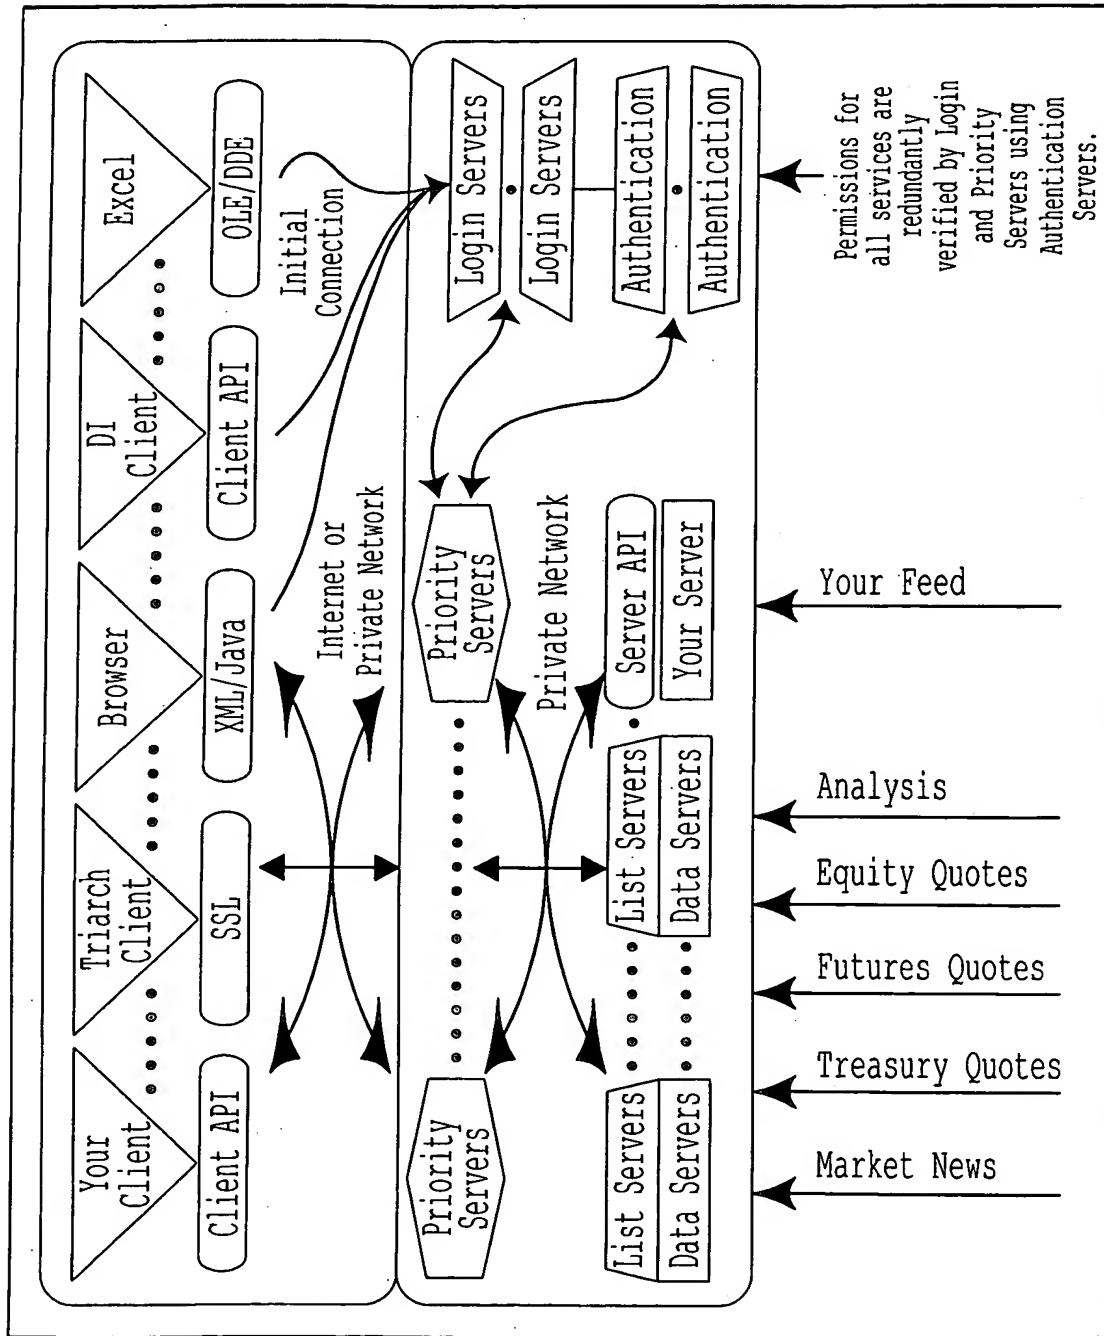 Your
Client
Triarch
Client
Browser
DI
Client
Excel
Client API
SSL
XML/Java
Client API
OLE/DDE
Internet or
Private Network
Initial
Connection
Priority
Servers
Priority
Servers
Login Servers
Login Servers
Private Network
List Servers
Data Servers
List Servers
Data Servers
Server API
Your Server
Authentication
Authentication
Market News
Treasury Quotes
Futures Quotes
Equity Quotes
Analysis
Your Feed
Permissions for
all services are
redundantly
verified by Login
and Priority
Servers using
Authentication
Servers.